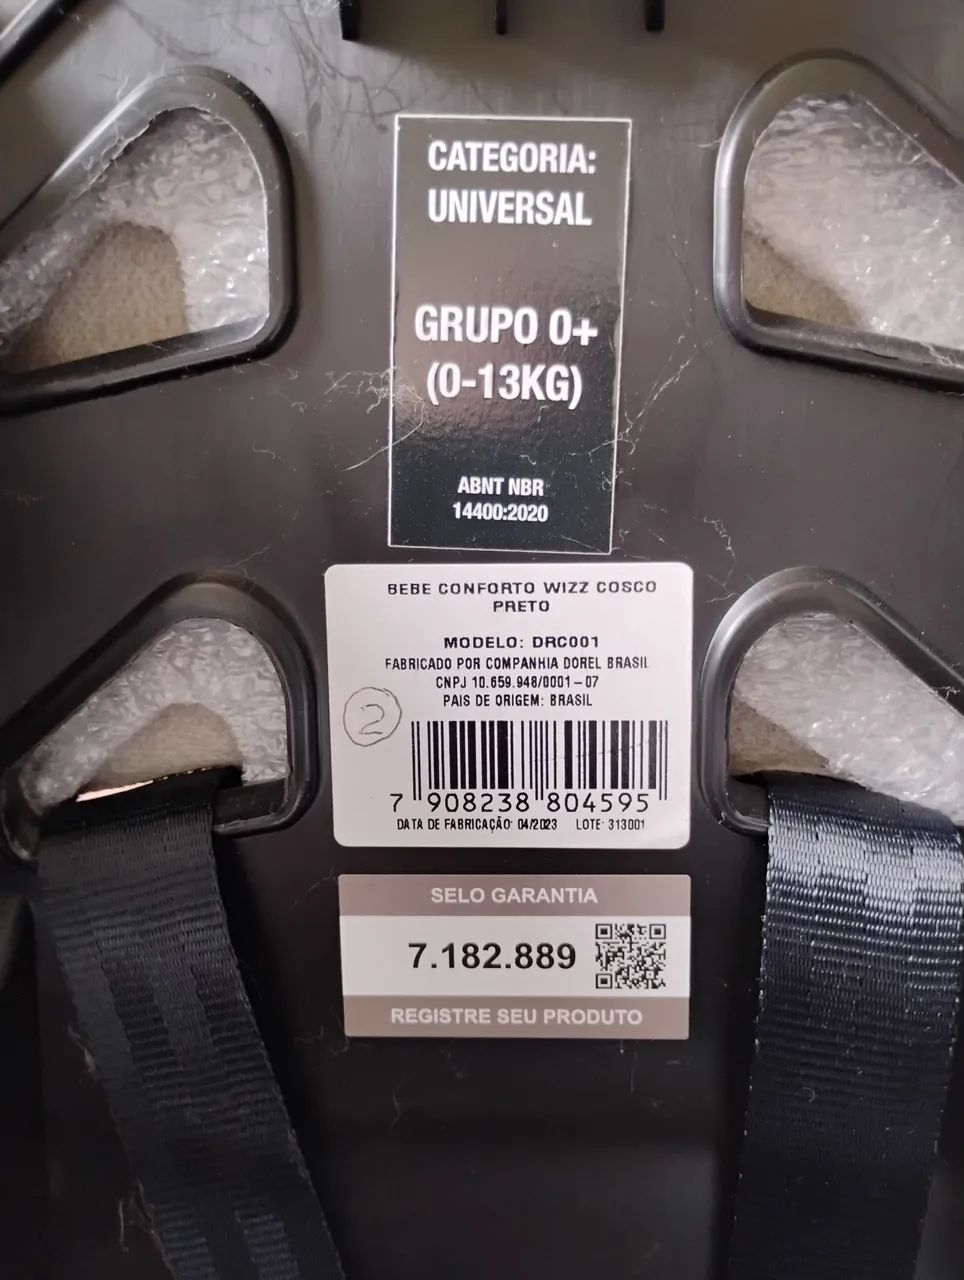 CATEGORIA:
UNIVERSAL
GRUPO 0+
(0-13KG)
ABNT NBR
14400:2020
BEBE CONFORTO WIZZ COSCO
PRETO
MODELO: DRC001
FABRICADO POR COMPANHIA DOREL BRASIL
CNPJ 10.659.948/0001-07
PAIS DE ORIGEM: BRASIL
2
7 908238 804595
DATA DE FABRICAÇÃO: 04/2023 LOTE: 313001
SELO GARANTIA
7.182.889
REGISTRE SEU PRODUTO